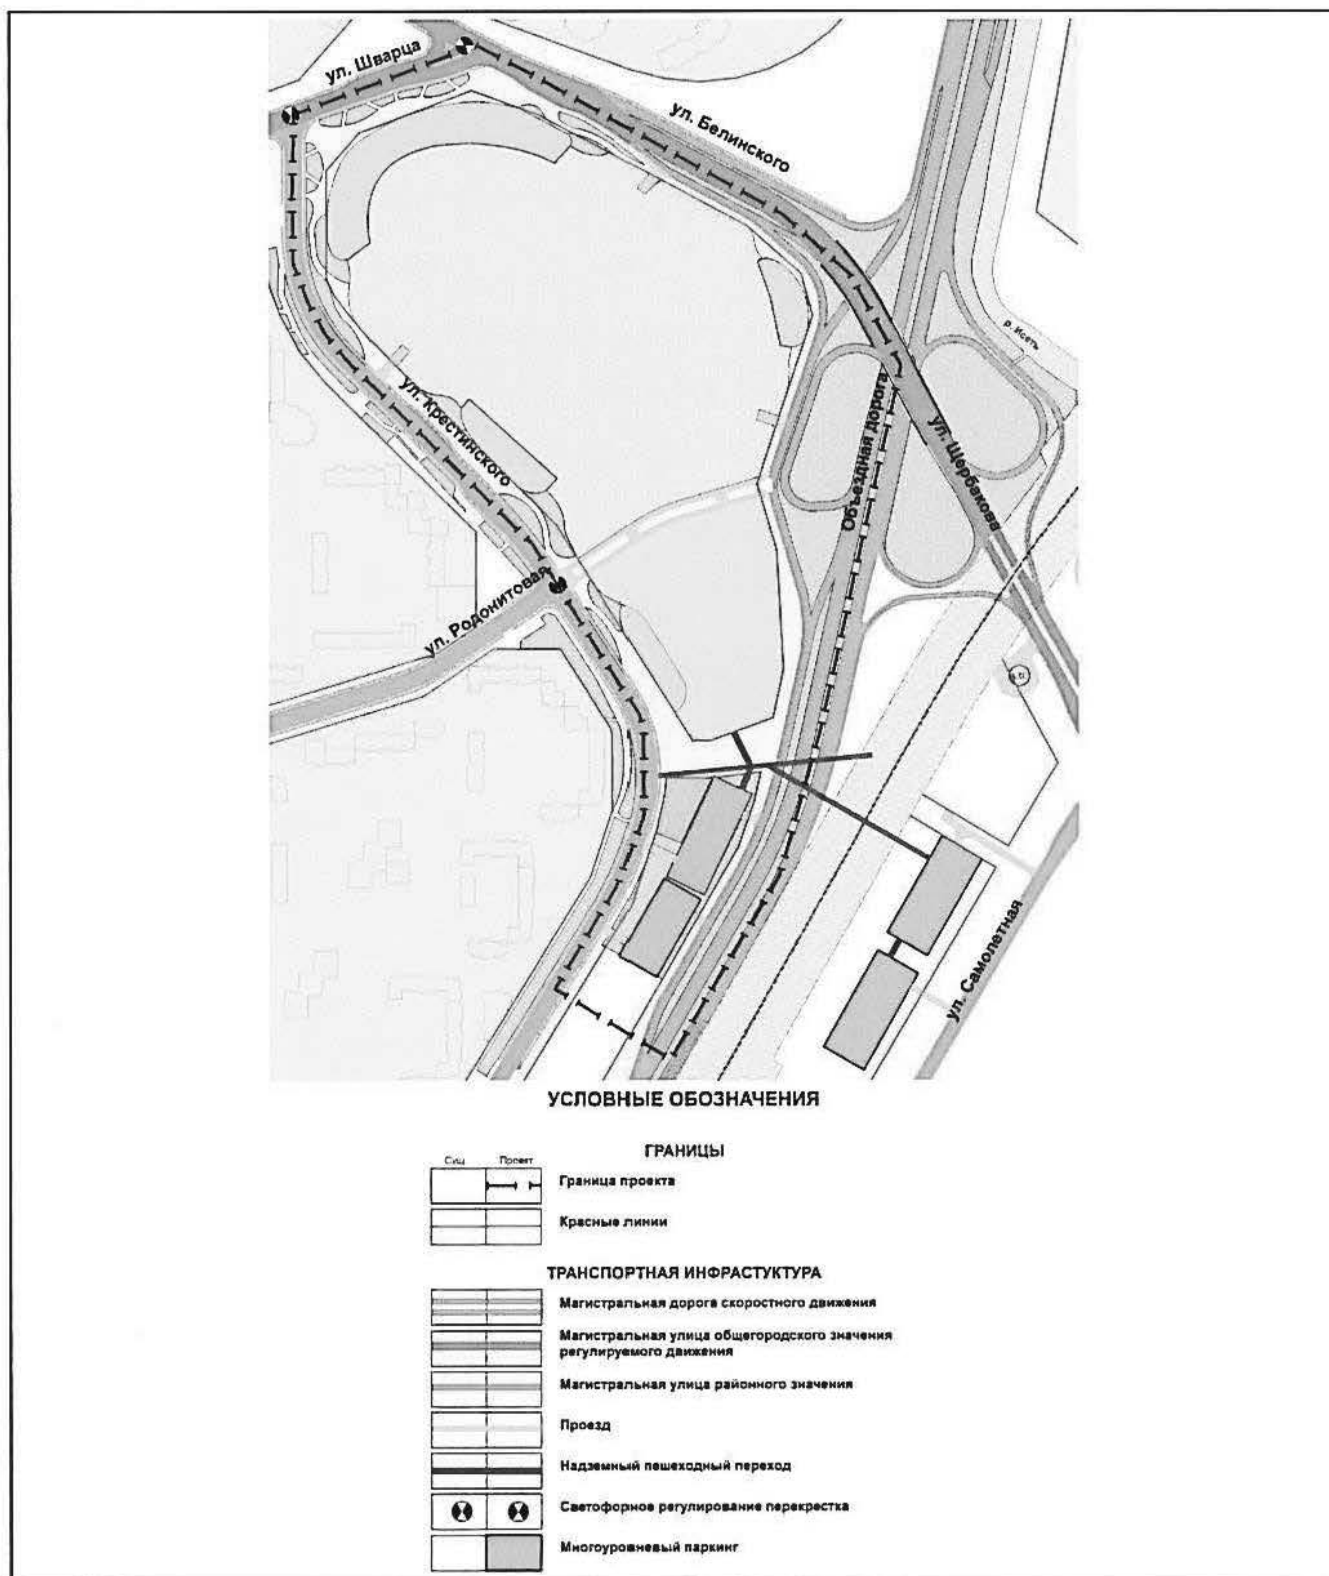 ул. Шварца
ул. Белинского
р. Исеть
ул. Крестинского
Объездная дорога
ул. Щербакова
ул. Родонитовая
ул. Самолетная
УСЛОВНЫЕ ОБОЗНАЧЕНИЯ
ГРАНИЦЫ
Сущ Проект
Граница проекта
Красные линии
ТРАНСПОРТНАЯ ИНФРАСТУКТУРА
Магистральная дорога скоростного движения
Магистральная улица общегородского значения
регулируемого движения
Магистральная улица районного значения
Проезд
Надземный пешеходный переход
Светофорное регулирование перекрестка
Многоуровневый паркинг